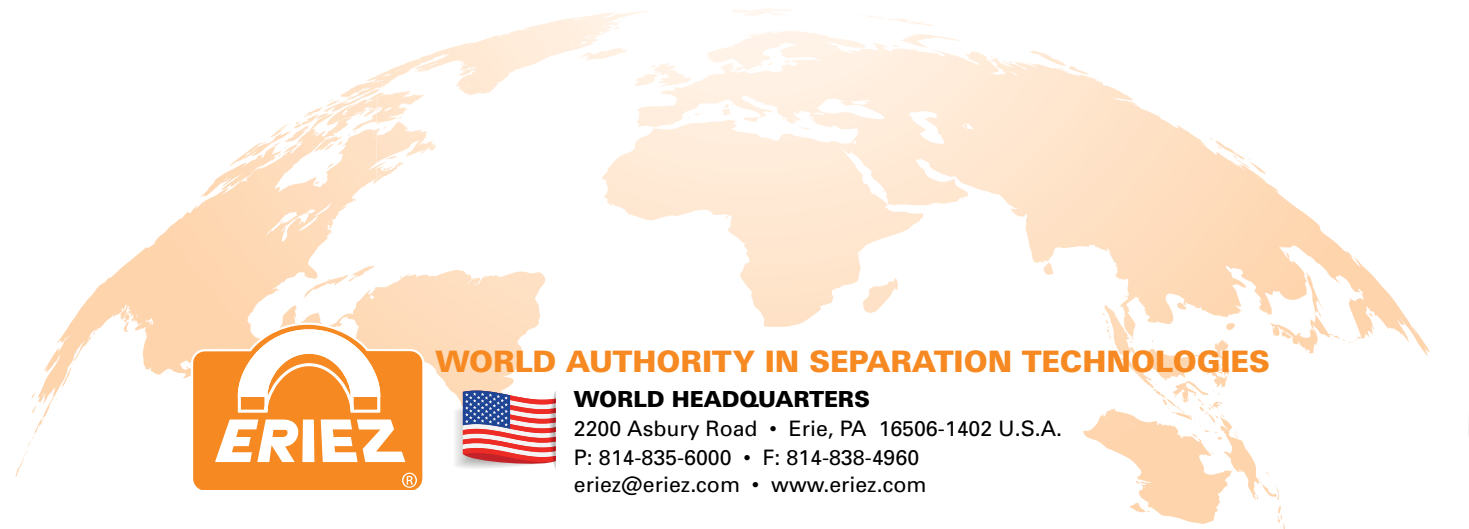 WORLD AUTHORITY IN SEPARATION TECHNOLOGIES
ERIEZ
®
WORLD HEADQUARTERS
2200 Asbury Road • Erie, PA 16506-1402 U.S.A.
P: 814-835-6000 • F: 814-838-4960
eriez@eriez.com • www.eriez.com